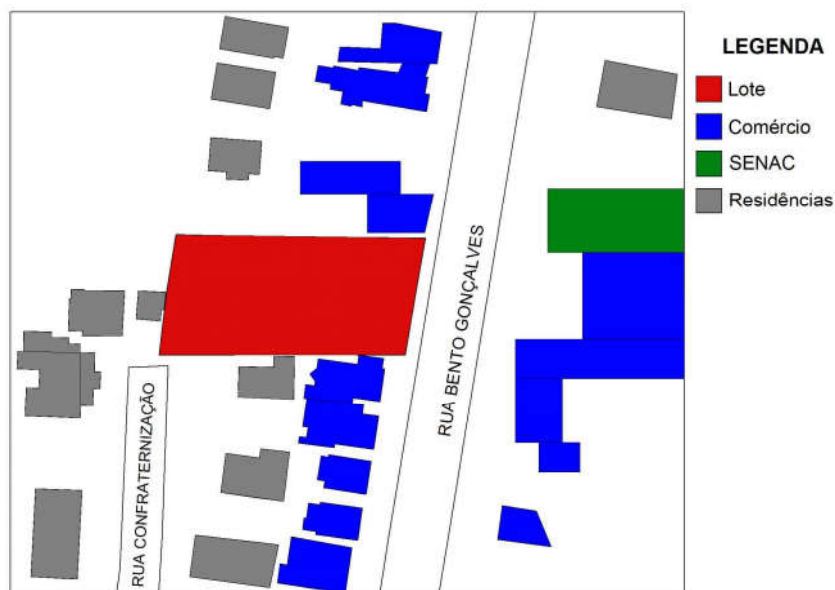 LEGENDA
Lote
Comércio
SENAC
Residências
RUA BENTO GONÇALVES
RUA CONFRATERNIZAÇÃO